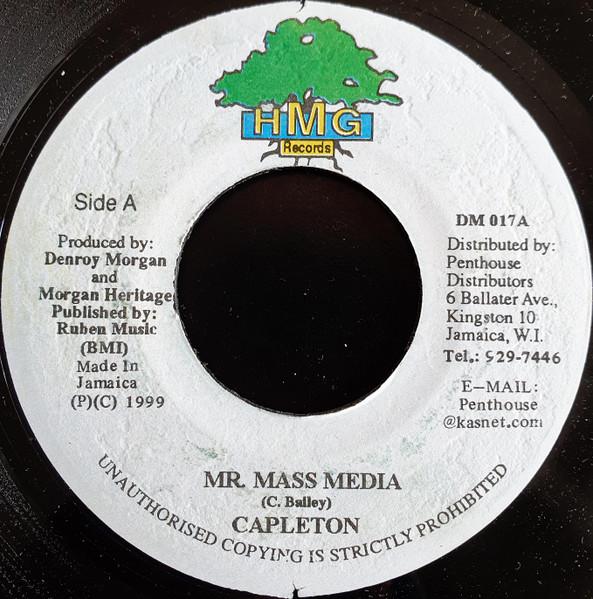 HMG
Records
Side A
Produced by:
Denroy Morgan
and
Morgan Heritage
Published by:
Ruben Music
(BMI)
Made In
Jamaica
(P)(C) 1999
DM 017A
Distributed by:
Penthouse
Distributors
6 Ballater Ave.,
Kingston 10
Jamaica, W.I.
Tel.: 929-7446
E-MAIL:
Penthouse
@kasnet.com
MR. MASS MEDIA
(C. Bailey)
CAPLETON
UNAUTHORISED COPYING IS STRICTLY PROHIBITED